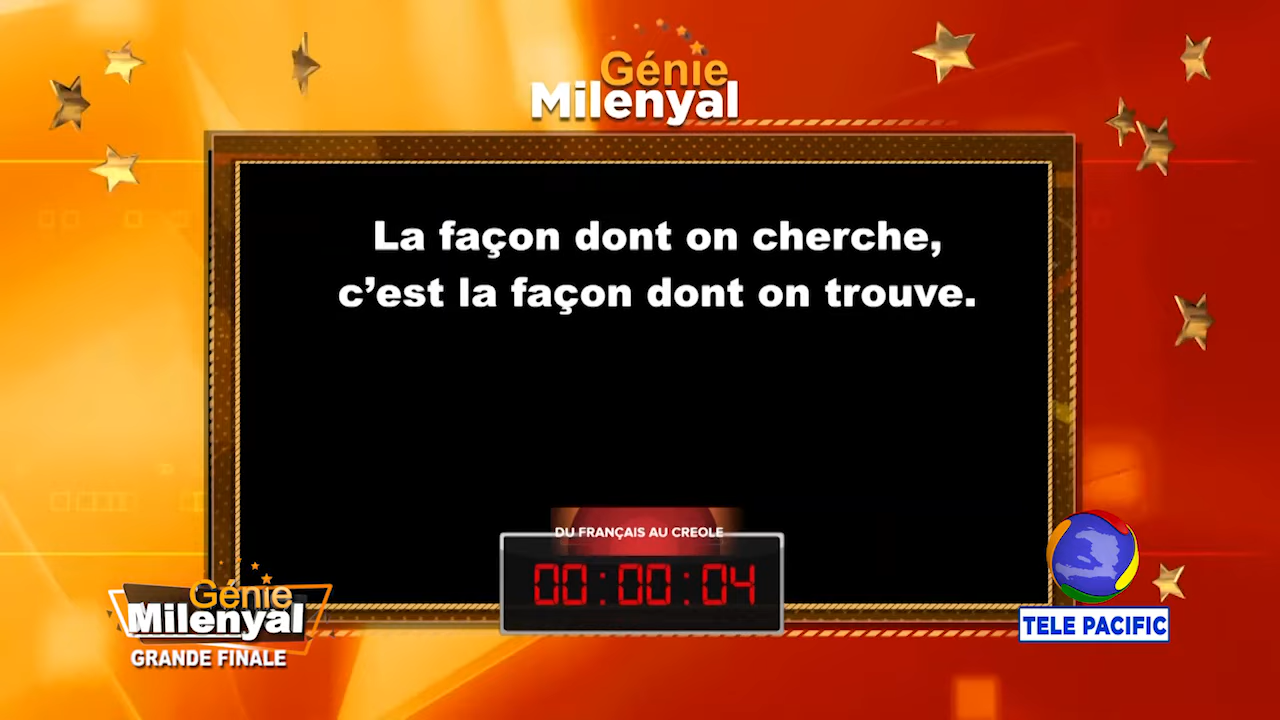 Génie
Milenyal
La façon dont on cherche,
c’est la façon dont on trouve.
DU FRANÇAIS AU CREOLE
00:00:04
Génie
Milenyal
GRANDE FINALE
TELE PACIFIC